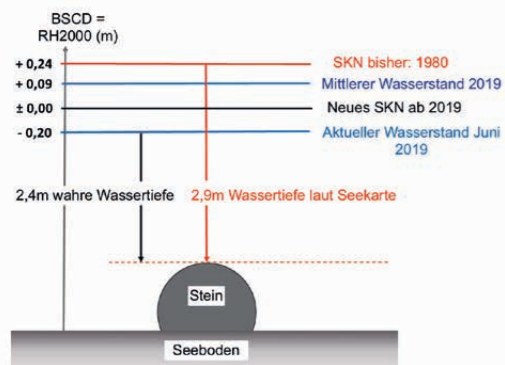 BSCD =
RH2000 (m)
+ 0,24
SKN bisher: 1980
+ 0,09
Mittlerer Wasserstand 2019
± 0,00
Neues SKN ab 2019
- 0,20
Aktueller Wasserstand Juni
2019
2,4m wahre Wassertiefe
2,9m Wassertiefe laut Seekarte
Stein
Seeboden